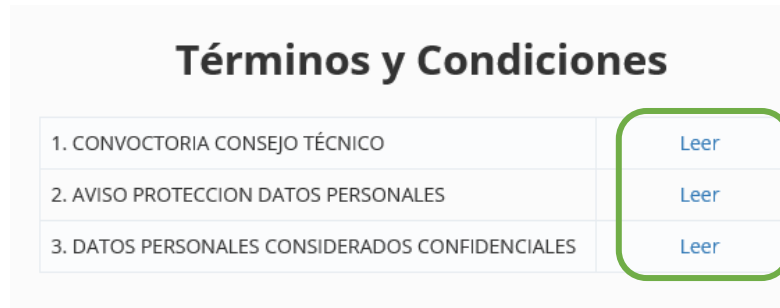 Términos y Condiciones
1. CONVOCTORIA CONSEJO TÉCNICO Leer
2. AVISO PROTECCION DATOS PERSONALES Leer
3. DATOS PERSONALES CONSIDERADOS CONFIDENCIALES Leer